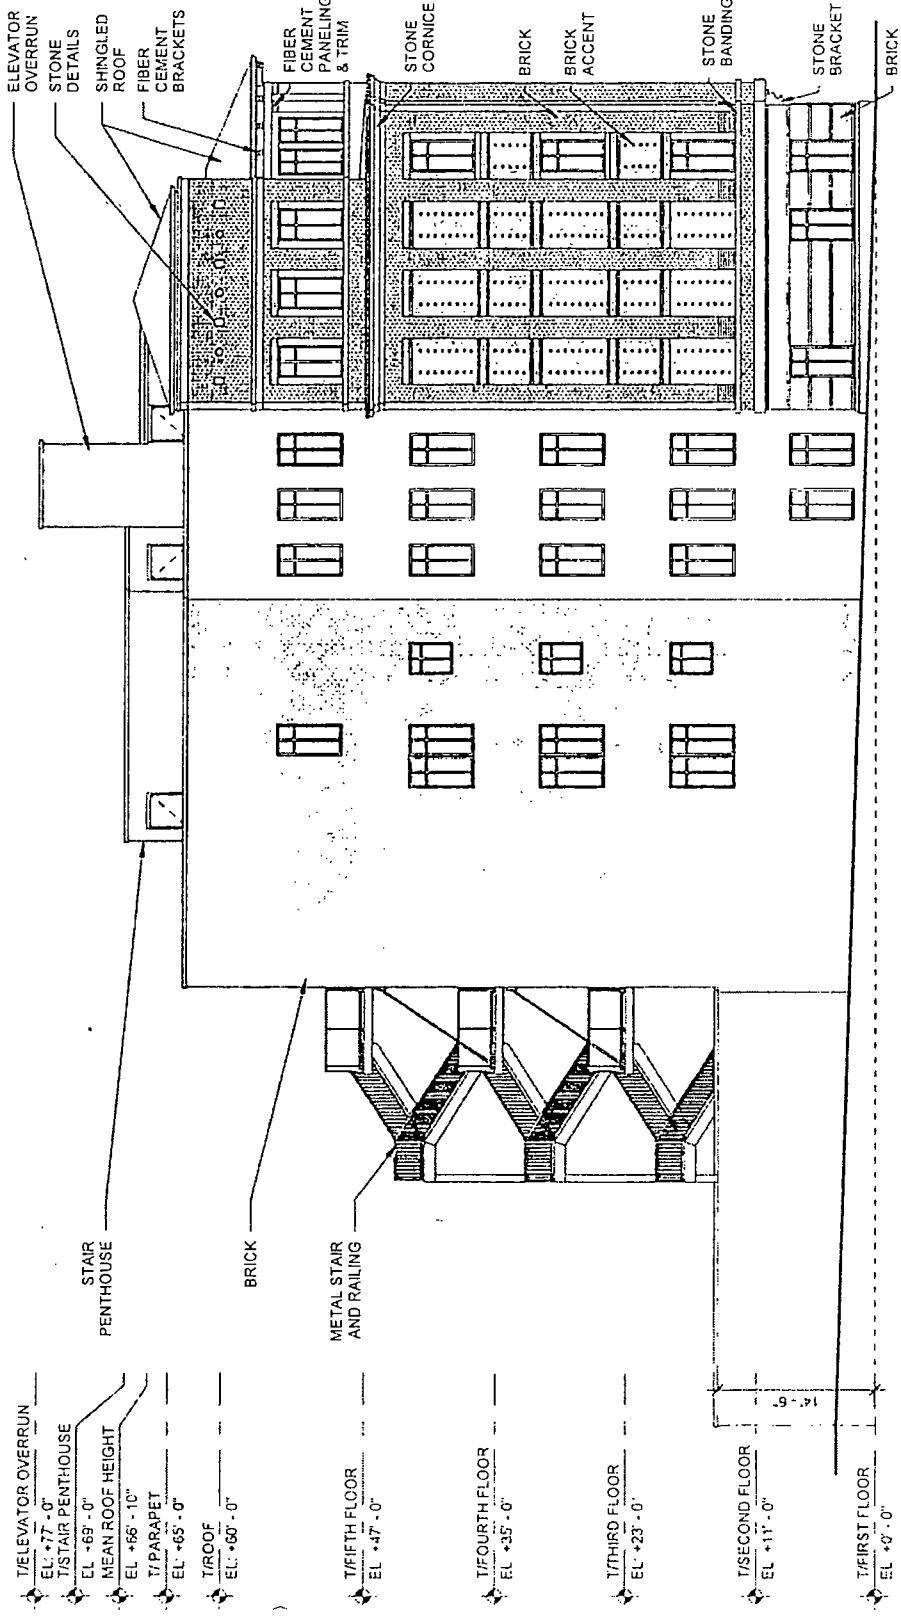 ELEVATOR
OVERRUN
STONE
DETAILS
SHINGLED
ROOF
FIBER
CEMENT
BRACKETS
FIBER
CEMENT
PANELING
& TRIM
STONE
CORNICE
BRICK
BRICK
ACCENT
STONE
BANDING
STONE
BRACKET
BRICK
STAIR
PENTHOUSE
BRICK
METAL STAIR
AND RAILING
T/ELEVATOR OVERRUN
EL: +77' - 0"
T/STAIR PENTHOUSE
EL +69' - 0"
MEAN ROOF HEIGHT
EL +66' - 10"
T/PARAPET
EL: +65' - 0"
T/ROOF
EL: +60' - 0"
T/FIFTH FLOOR
EL +47' - 0"
T/FOURTH FLOOR
EL +35' - 0"
T/THIRD FLOOR
EL +23' - 0"
T/SECOND FLOOR
EL +11' - 0"
T/FIRST FLOOR
EL +0' - 0"
14' - 6"